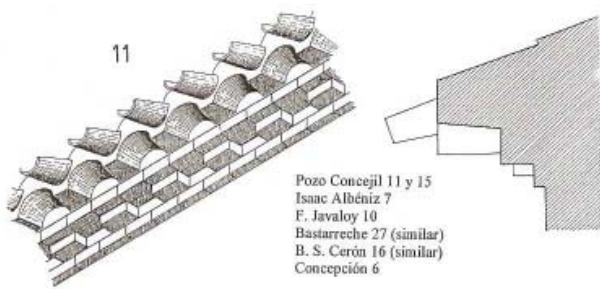 11
Pozo Concejil 11 y 15
Isaac Albéniz 7
F. Javaloy 10
Bastarreche 27 (similar)
B. S. Cerón 16 (similar)
Concepción 6